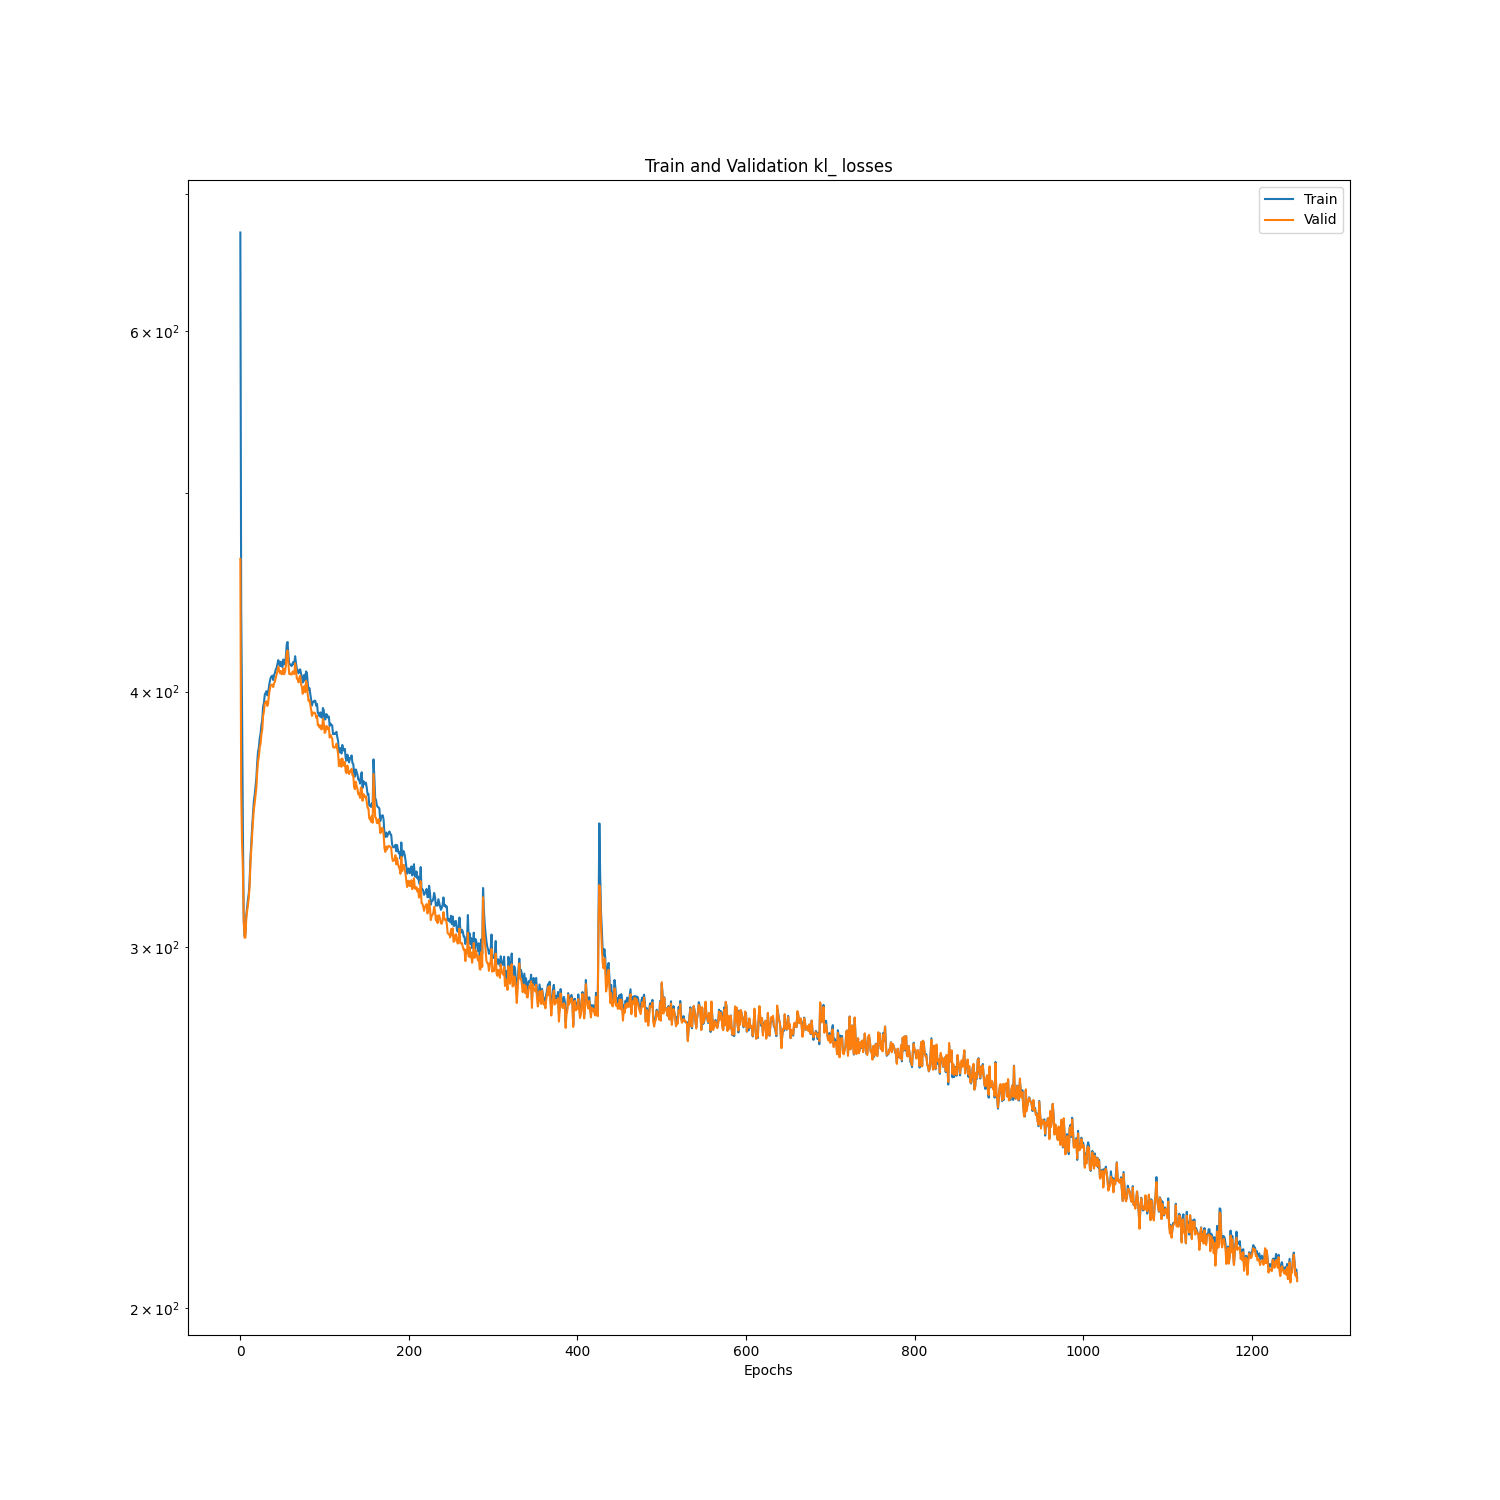 Train and Validation kl_ losses
Train
Valid
6 × 10²
4 × 10²
3 × 10²
2 × 10²
0 200 400 600 800 1000 1200
Epochs